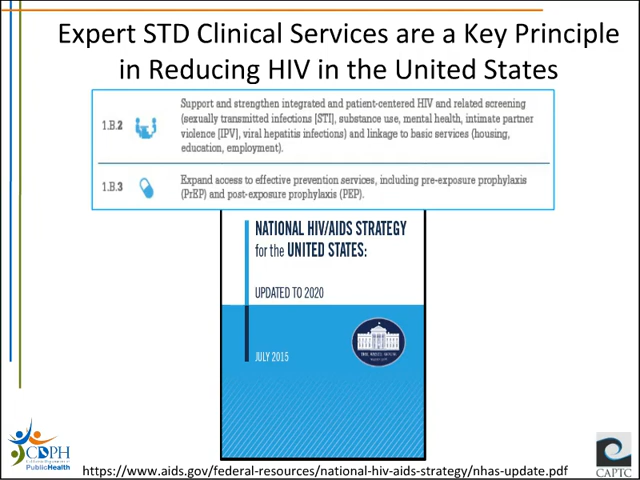 Expert STD Clinical Services are a Key Principle
in Reducing HIV in the United States
1.B.2
Support and strengthen integrated and patient-centered HIV and related screening
(sexually transmitted infections [STI], substance use, mental health, intimate partner
violence [IPV], viral hepatitis infections) and linkage to basic services (housing,
education, employment).
1.B.3
Expand access to effective prevention services, including pre-exposure prophylaxis
(PrEP) and post-exposure prophylaxis (PEP).
NATIONAL HIV/AIDS STRATEGY
for the UNITED STATES:
UPDATED TO 2020
JULY 2015
CDPH
PublicHealth
https://www.aids.gov/federal-resources/national-hiv-aids-strategy/nhas-update.pdf
CAPTC